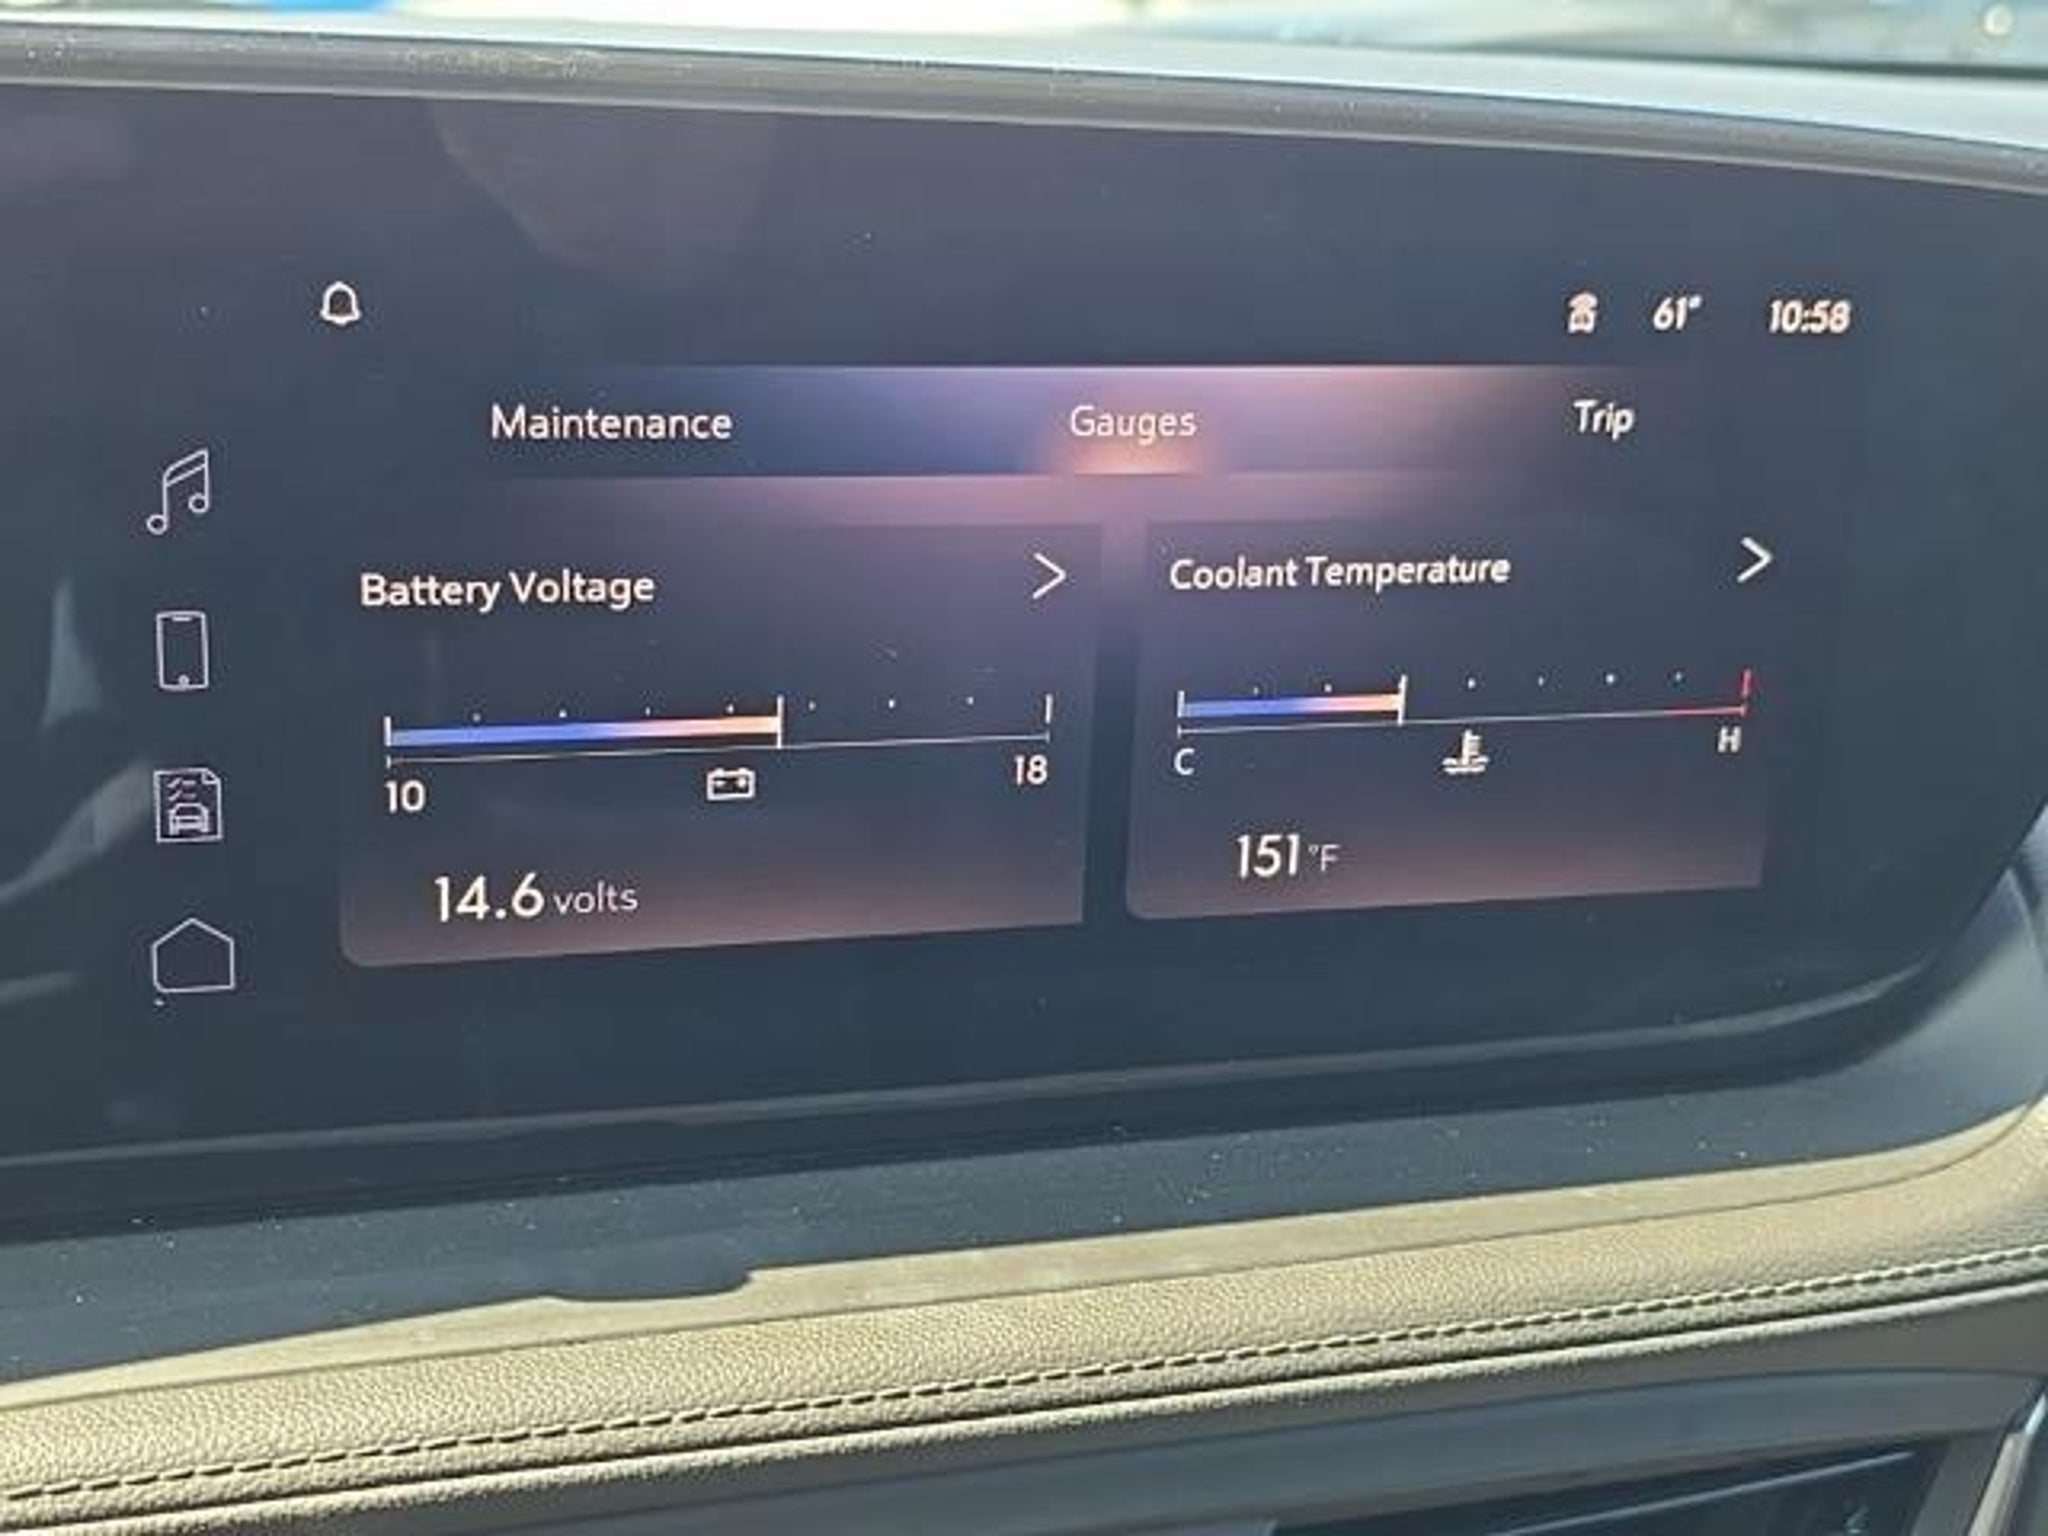 61° 10:58
Maintenance Gauges Trip
Battery Voltage
10 18
14.6 volts
Coolant Temperature
C H
151 °F